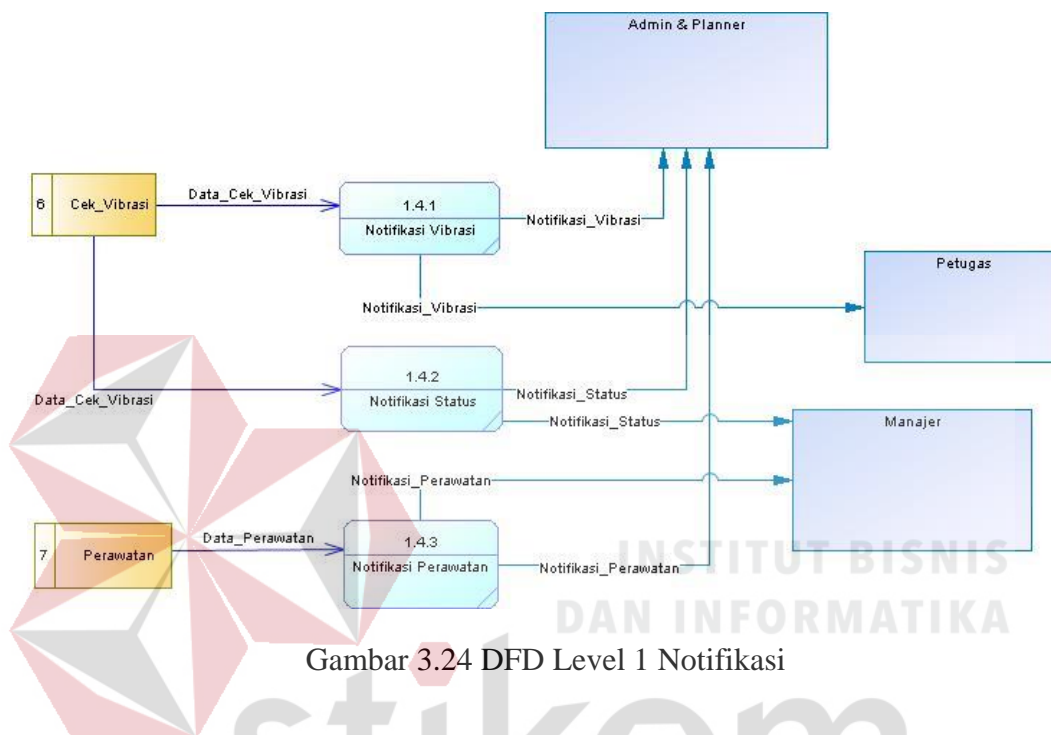 Admin & Planner
6
Cek_Vibrasi
Data_Cek_Vibrasi
1.4.1
Notifikasi Vibrasi
Notifikasi_Vibrasi
Petugas
Notifikasi_Vibrasi
1.4.2
Notifikasi Status
Notifikasi_Status
Data_Cek_Vibrasi
Notifikasi_Status
Manajer
Notifikasi_Perawatan
7
Perawatan
Data_Perawatan
1.4.3
Notifikasi Perawatan
Notifikasi_Perawatan
INSTITUT BISNIS
DAN INFORMATIKA
Gambar 3.24 DFD Level 1 Notifikasi
stikom